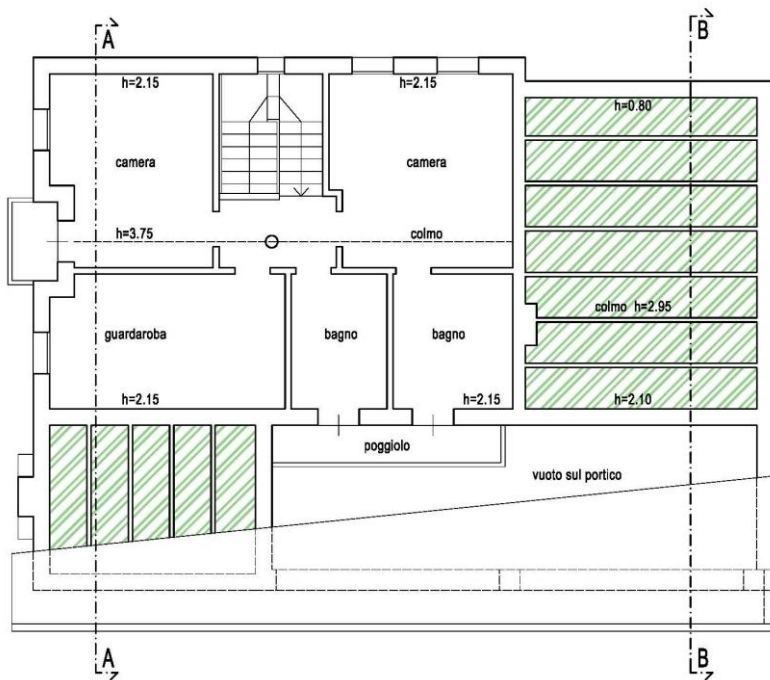 A
B
h=2.15
h=2.15
h=0.80
camera
camera
h=3.75
colmo
colmo h=2.95
guardaroba
bagno
bagno
h=2.15
h=2.15
h=2.10
poggiolo
vuoto sul portico
A
B